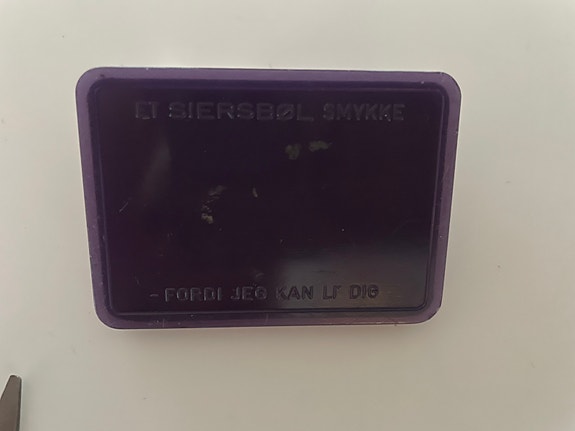 ET SIERSBØL SMYKKE
- FORDI JEG KAN LI' DIG -